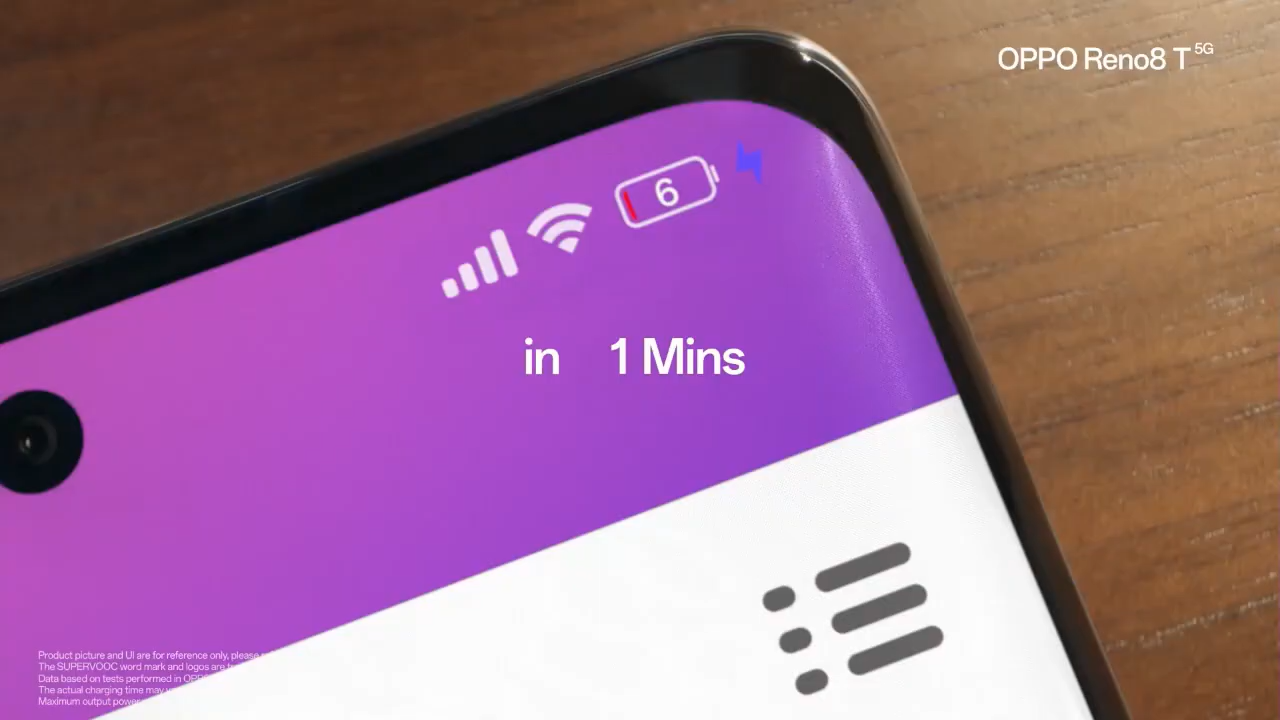 OPPO Reno8 T 5G
6
in 1 Mins
Product picture and UI are for reference only, please
The SUPERVOOC word mark and logos are
Data based on tests performed in
The actual charging time may
Maximum output power